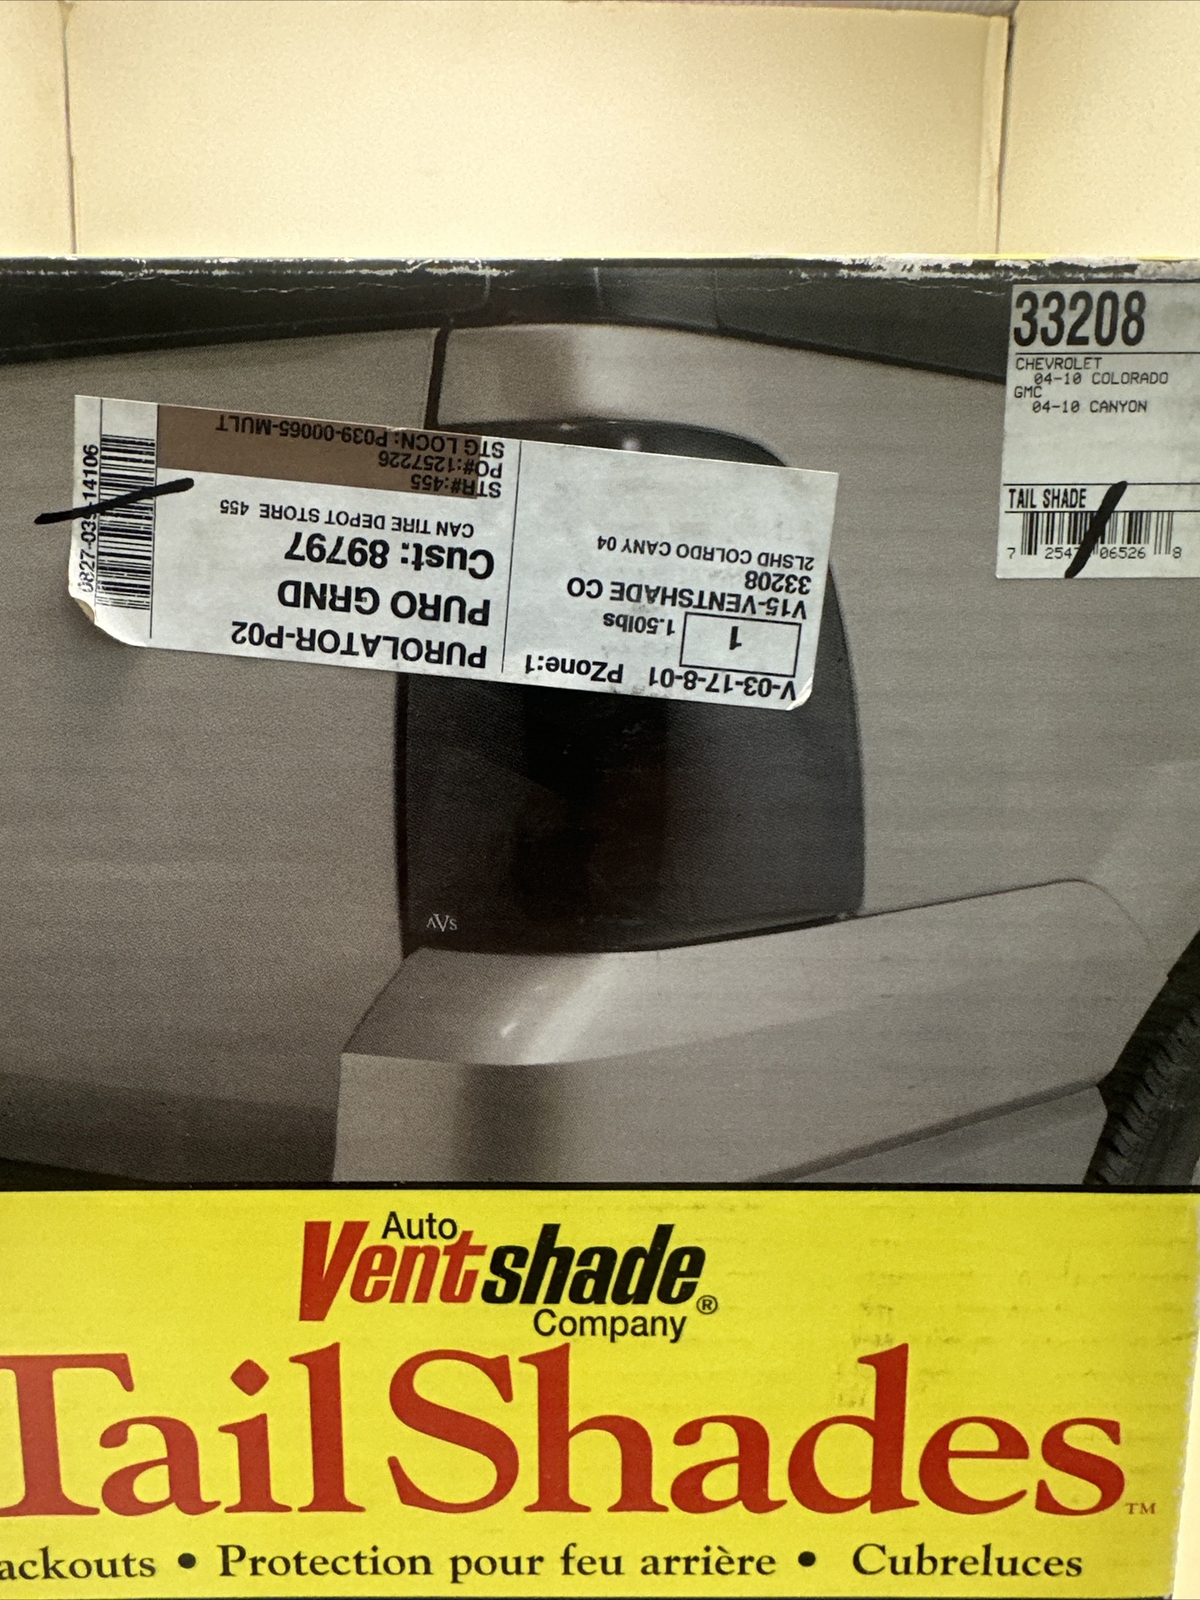 33208
CHEVROLET
04-10 COLORADO
GMC
04-10 CANYON
TAIL SHADE
7 2547 06526 8
V-03-17-8-01 PZone:1
1 1.50lbs
V15-VENTSHADE CO
33208
2LSHD COLRDO CANY 04
PUROLATOR-P02
PURO GRND
Cust: 89797
CAN TIRE DEPOT STORE 455
STR#:455
PO#:1257226
STG LOCN: P039-00065-MULT
AVS
Auto
Ventshade®
Company
Tail Shades™
ackouts • Protection pour feu arrière • Cubreluces